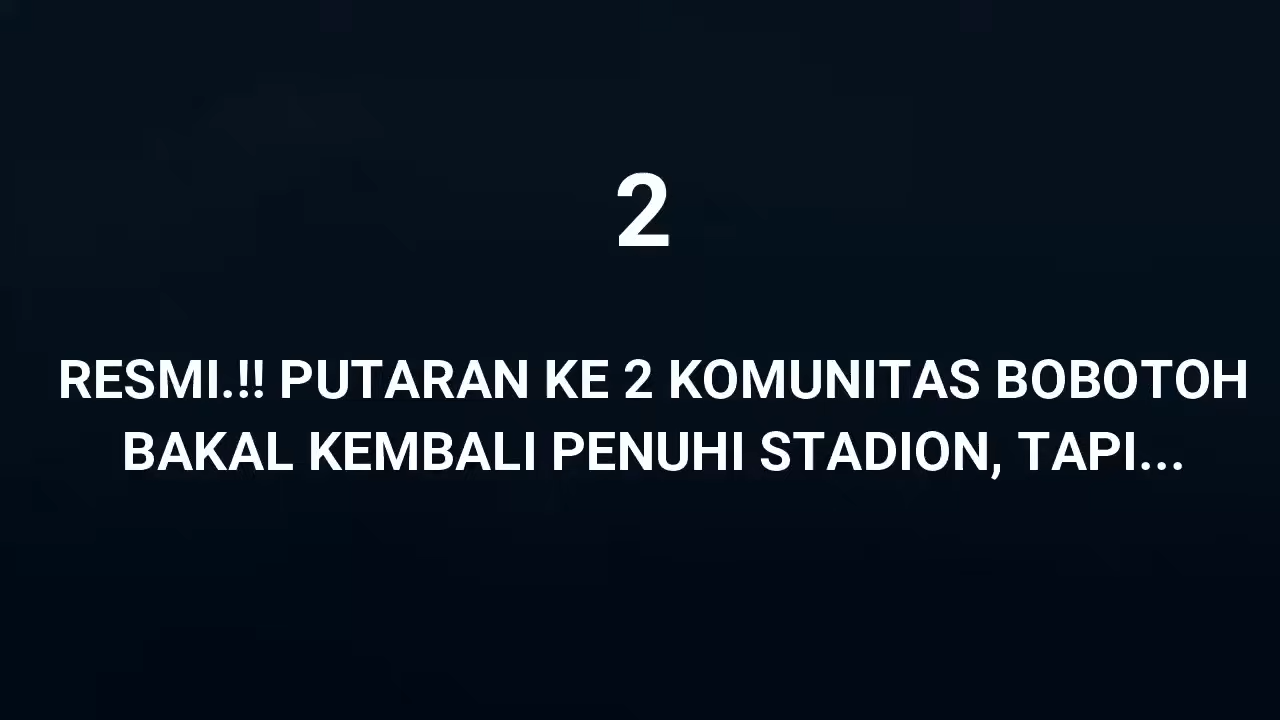 2
RESMI.!! PUTARAN KE 2 KOMUNITAS BOBOTOH
BAKAL KEMBALI PENUHI STADION, TAPI...